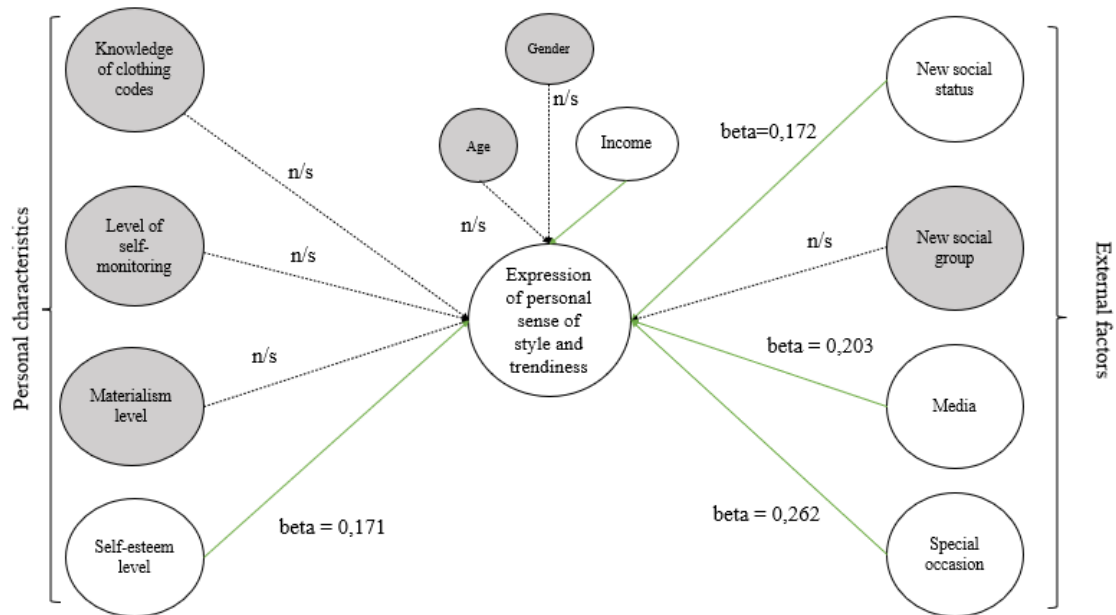 Personal characteristics
Knowledge
of clothing
codes
n/s
Level of
self-
monitoring
n/s
Materialism
level
n/s
Self-esteem
level
beta = 0,171
Gender
n/s
Age
n/s
Income
Expression
of personal
sense of
style and
trendiness
New social
status
beta=0,172
New social
group
n/s
Media
beta = 0,203
Special
occasion
beta = 0,262
External factors